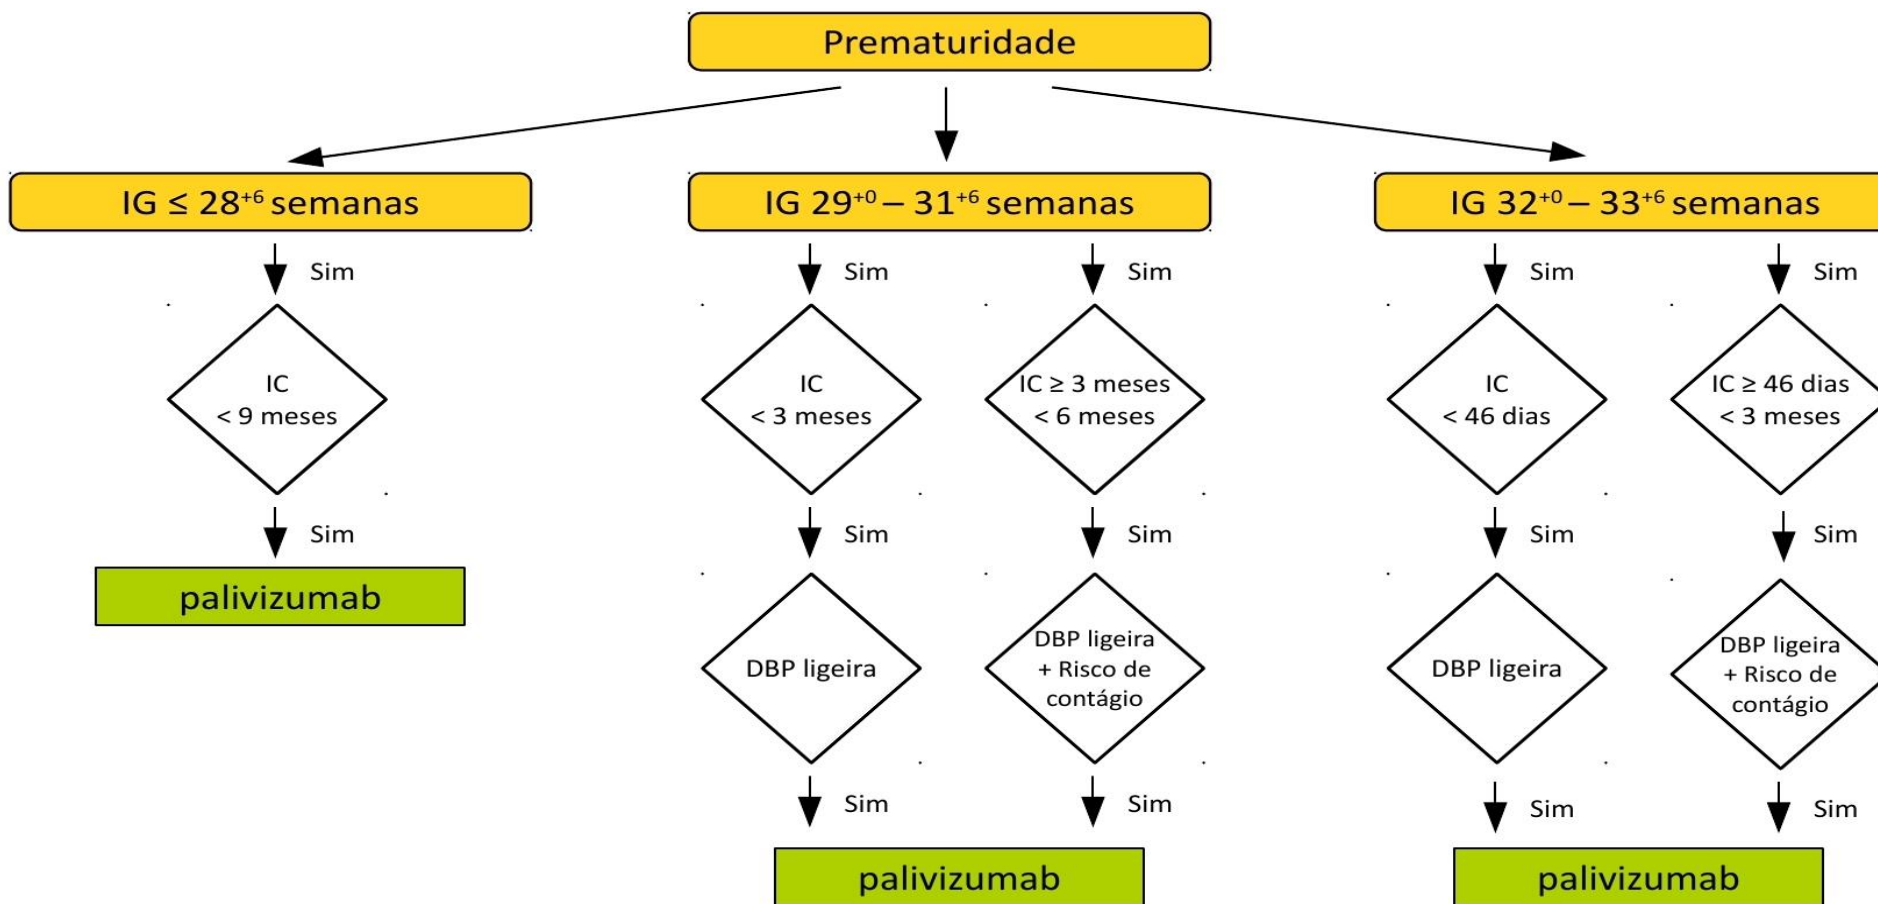 Prematuridade
IG ≤ 28⁺⁶ semanas
IG 29⁺⁰ – 31⁺⁶ semanas
IG 32⁺⁰ – 33⁺⁶ semanas
Sim
Sim
Sim
Sim
Sim
IC
< 9 meses
IC
< 3 meses
IC ≥ 3 meses
< 6 meses
IC
< 46 dias
IC ≥ 46 dias
< 3 meses
Sim
Sim
Sim
Sim
Sim
palivizumab
DBP ligeira
DBP ligeira
+ Risco de
contágio
DBP ligeira
DBP ligeira
+ Risco de
contágio
Sim
Sim
Sim
Sim
palivizumab
palivizumab